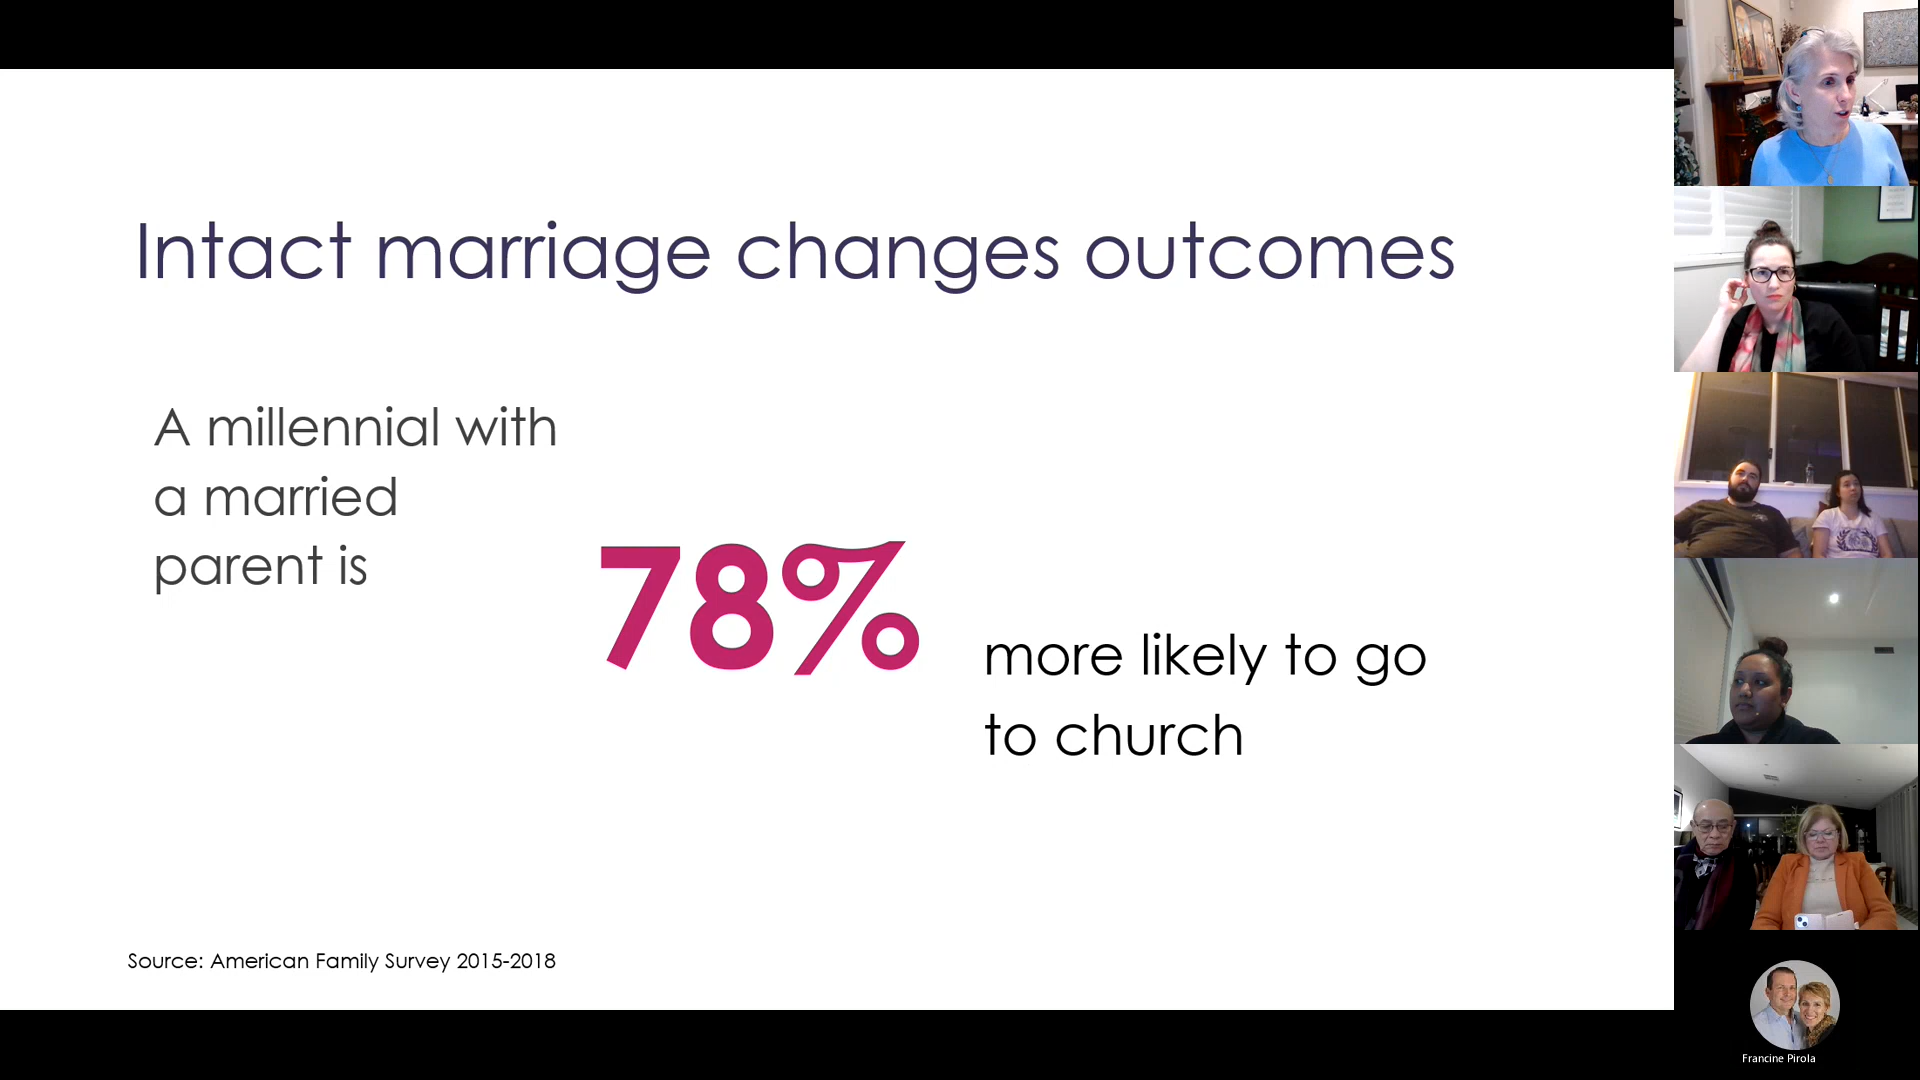 Intact marriage changes outcomes
A millennial with
a married
parent is
78%
more likely to go
to church
Source: American Family Survey 2015-2018
Francine Pirola